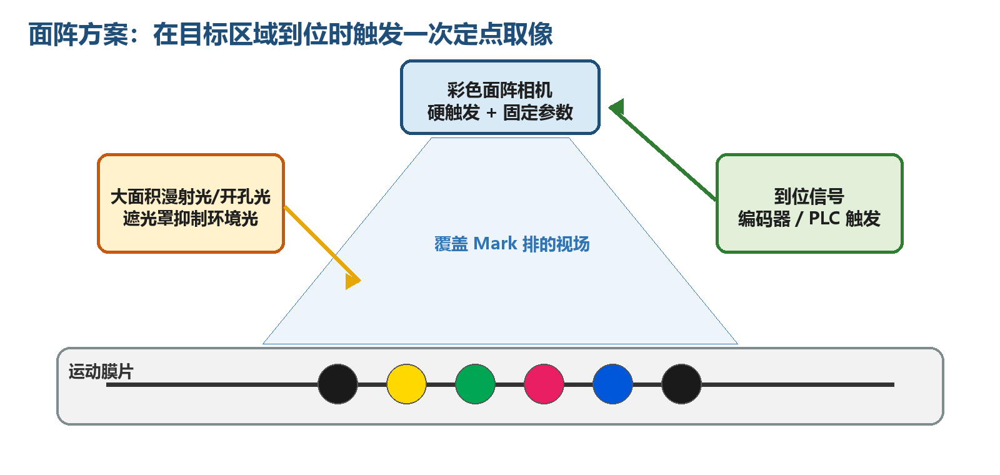 面阵方案：在目标区域到位时触发一次定点取像
彩色面阵相机
硬触发 + 固定参数
大面积漫射光/开孔光
遮光罩抑制环境光
到位信号
编码器 / PLC 触发
覆盖 Mark 排的视场
运动膜片